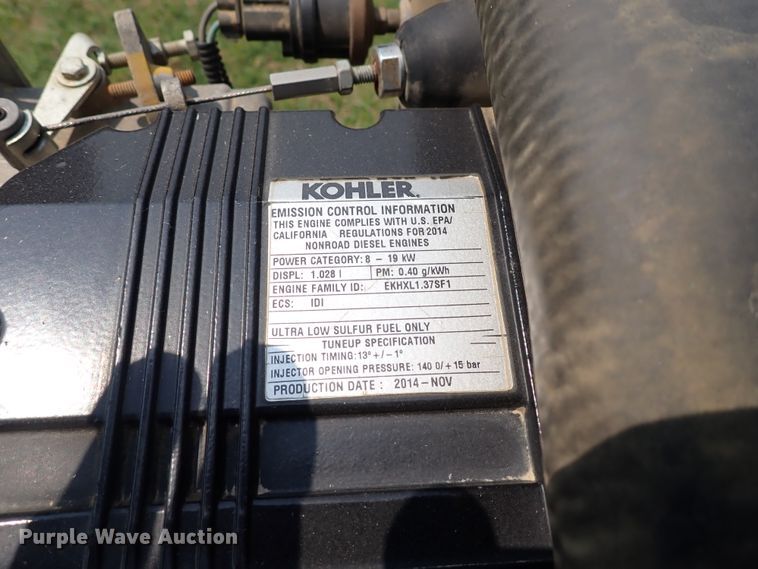 KOHLER
EMISSION CONTROL INFORMATION
THIS ENGINE COMPLIES WITH U.S. EPA/
CALIFORNIA REGULATIONS FOR 2014
NONROAD DIESEL ENGINES
POWER CATEGORY: 8 – 19 kW
DISPL: 1.028 l PM: 0.40 g/kWh
ENGINE FAMILY ID: EKHXL1.37SF1
ECS: IDI
ULTRA LOW SULFUR FUEL ONLY
TUNEUP SPECIFICATION
INJECTION TIMING: 13° +/– 1°
INJECTOR OPENING PRESSURE: 140 0/+15 bar
PRODUCTION DATE: 2014-NOV
Purple Wave Auction